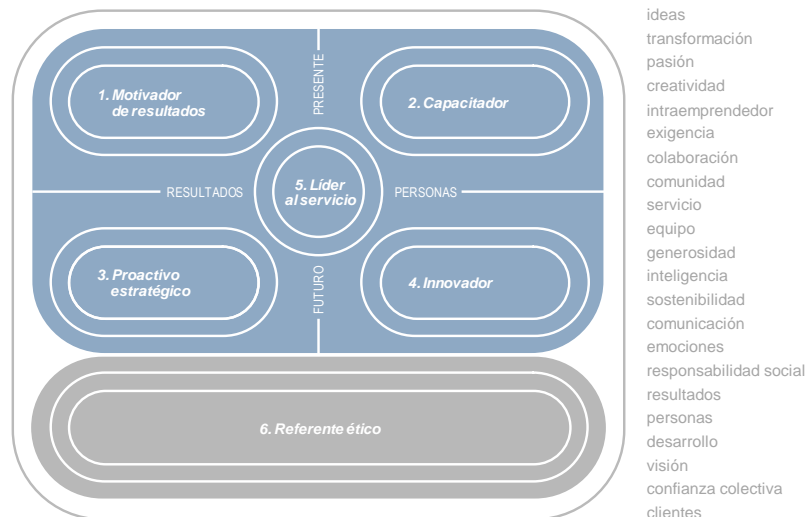 PRESENTE
1. Motivador
de resultados
2. Capacitador
RESULTADOS
5. Líder
al servicio
PERSONAS
3. Proactivo
estratégico
FUTURO
4. Innovador
6. Referente ético
ideas
transformación
pasión
creatividad
intraemprendedor
exigencia
colaboración
comunidad
servicio
equipo
generosidad
inteligencia
sostenibilidad
comunicación
emociones
responsabilidad social
resultados
personas
desarrollo
visión
confianza colectiva
clientes